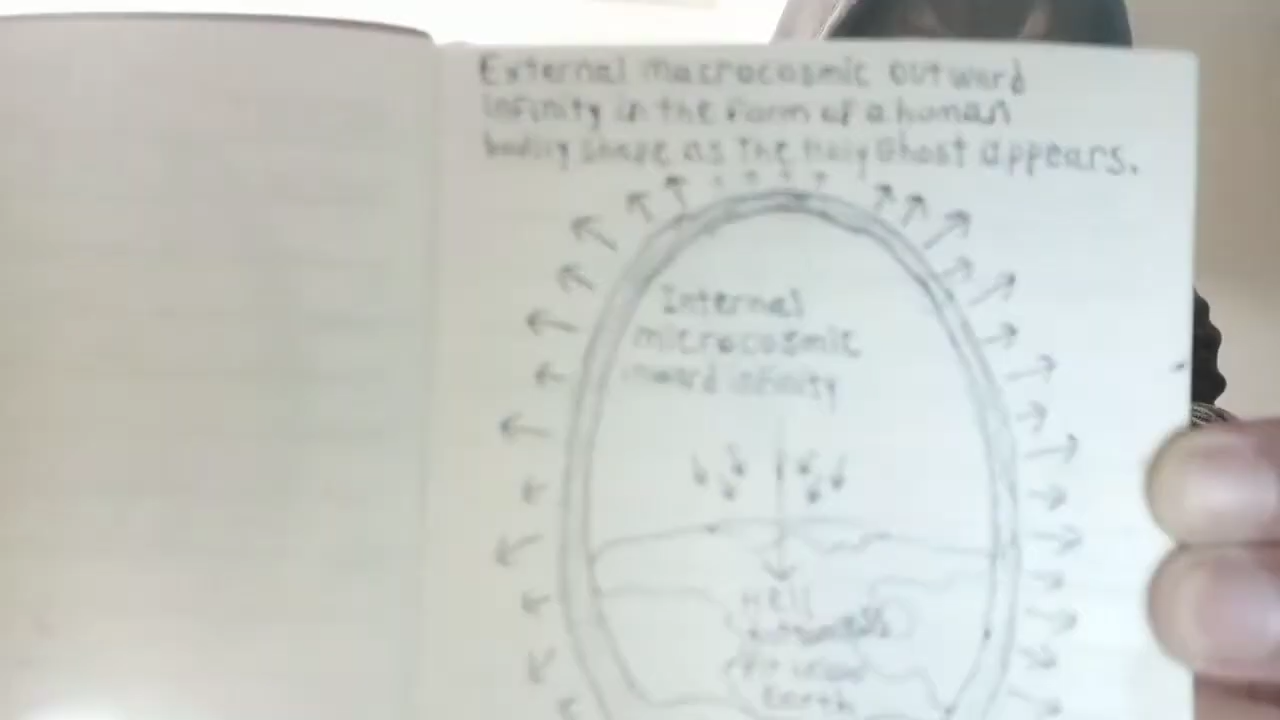 External macrocosmic outward
infinity in the form of a human
bodily shape as The Holy Ghost appears.
Internal
microcosmic
inward infinity
Hell
Earth